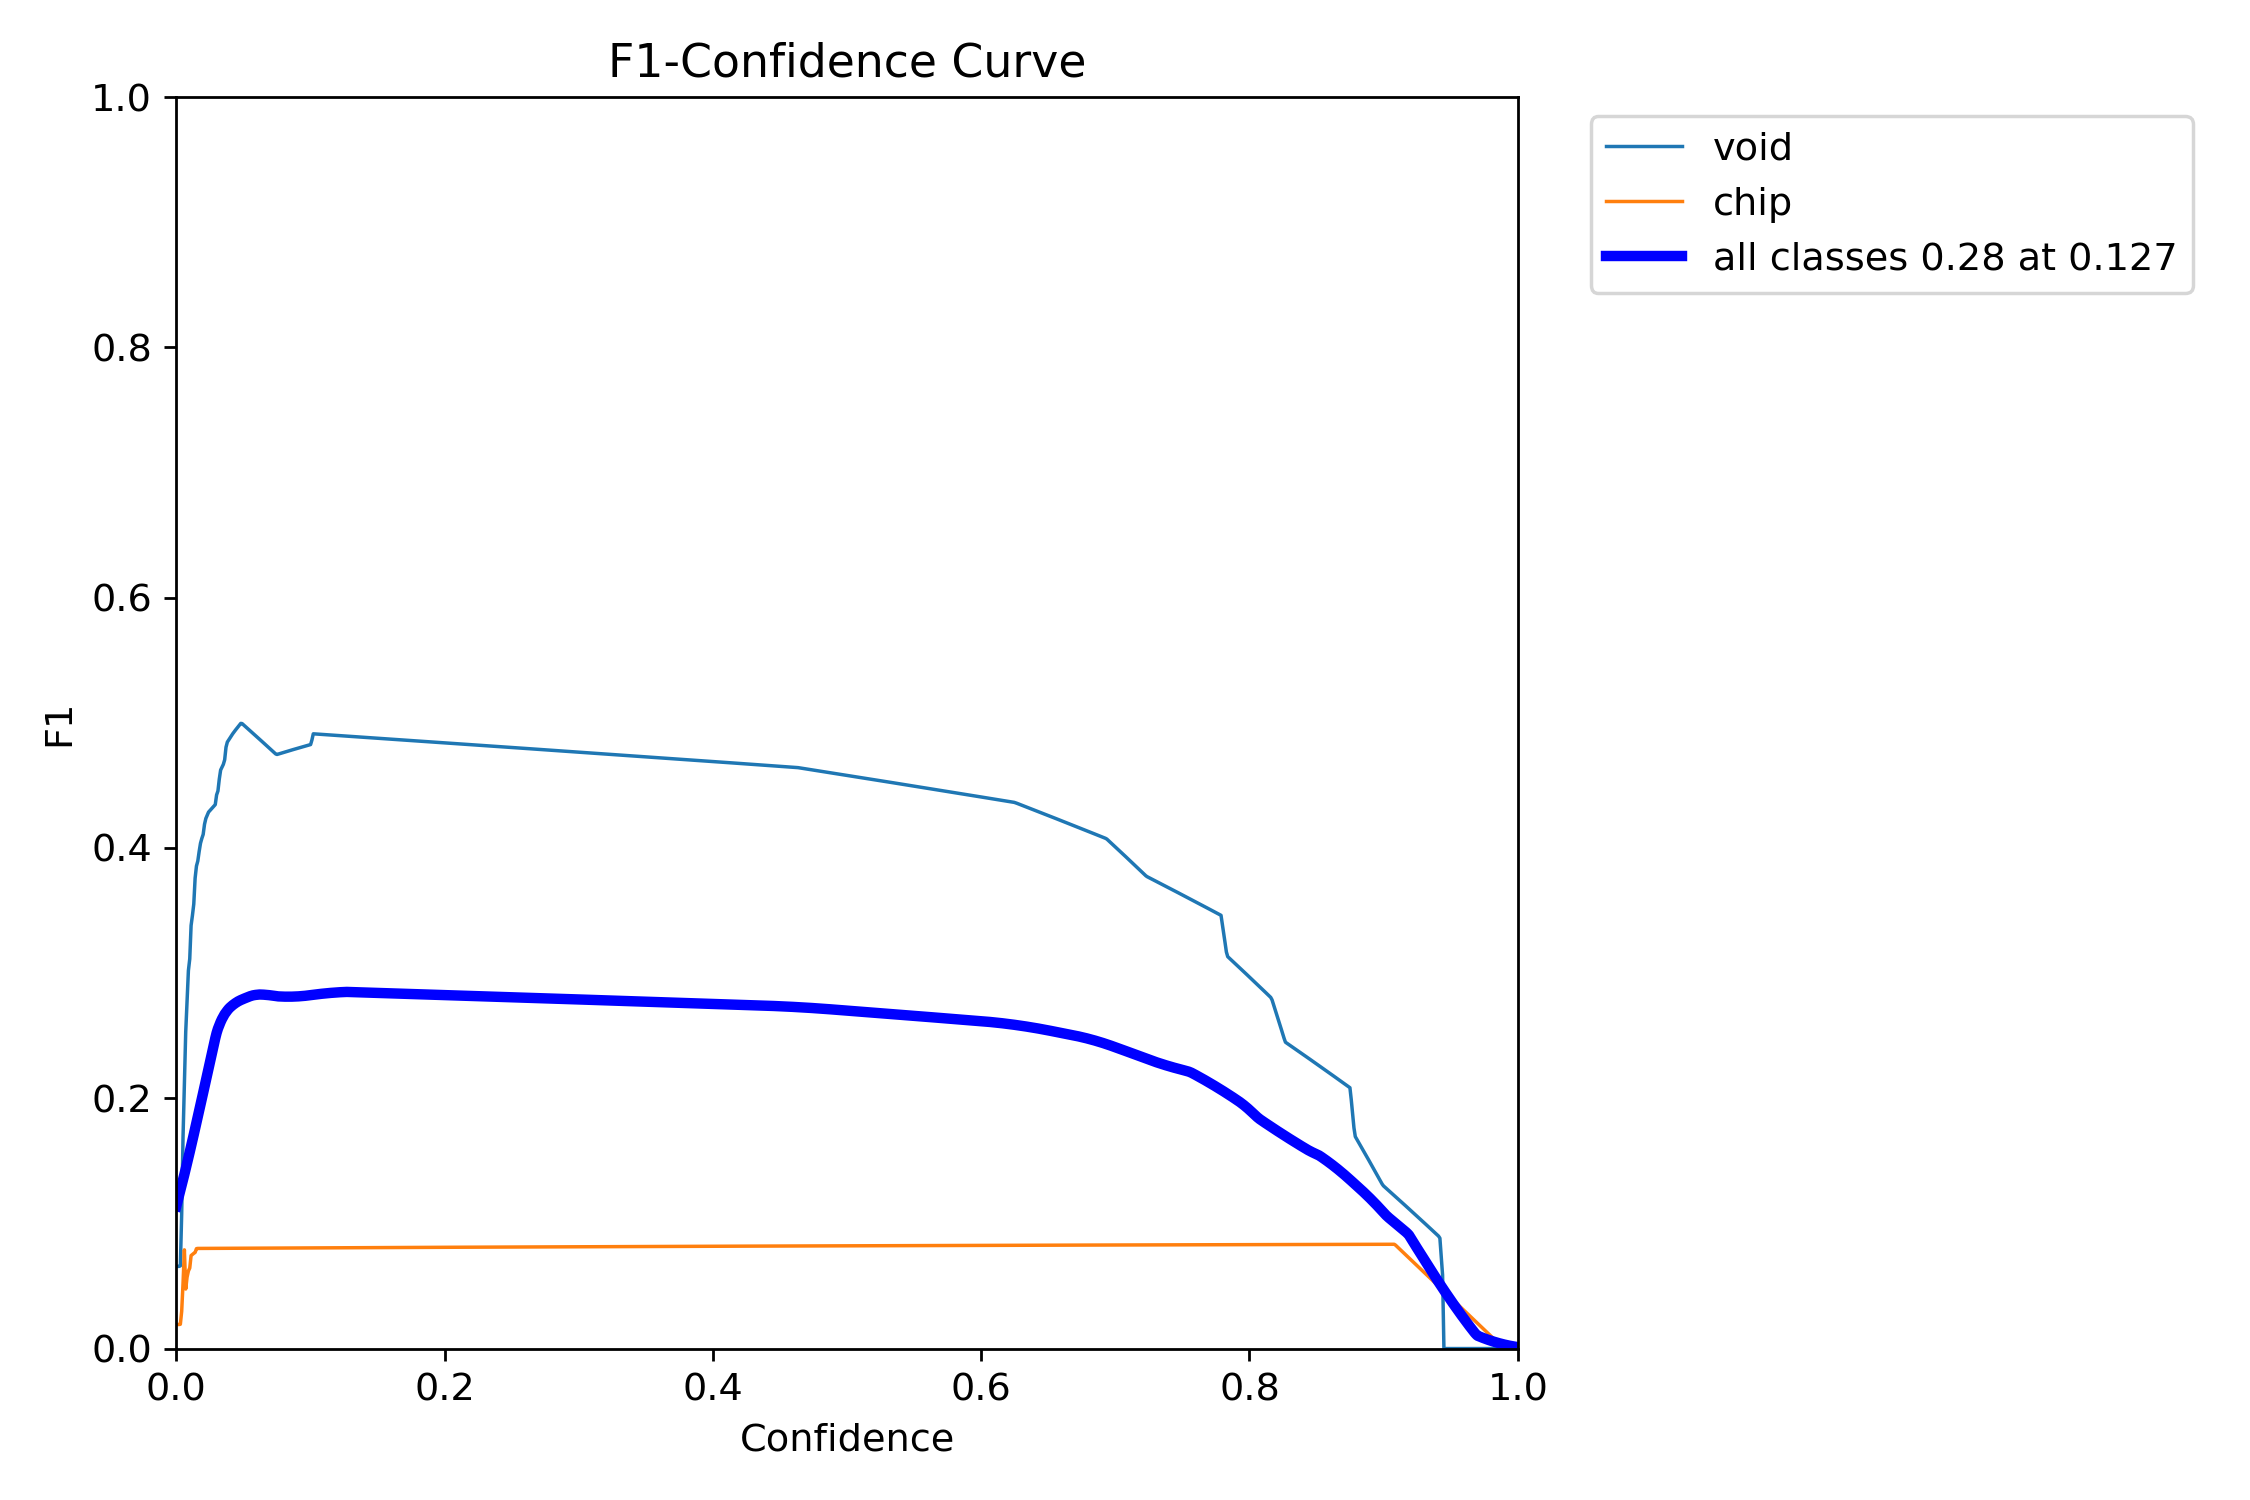 F1-Confidence Curve
1.0
0.8
0.6
0.4
0.2
0.0
F1
0.0 0.2 0.4 0.6 0.8 1.0
Confidence
void
chip
all classes 0.28 at 0.127